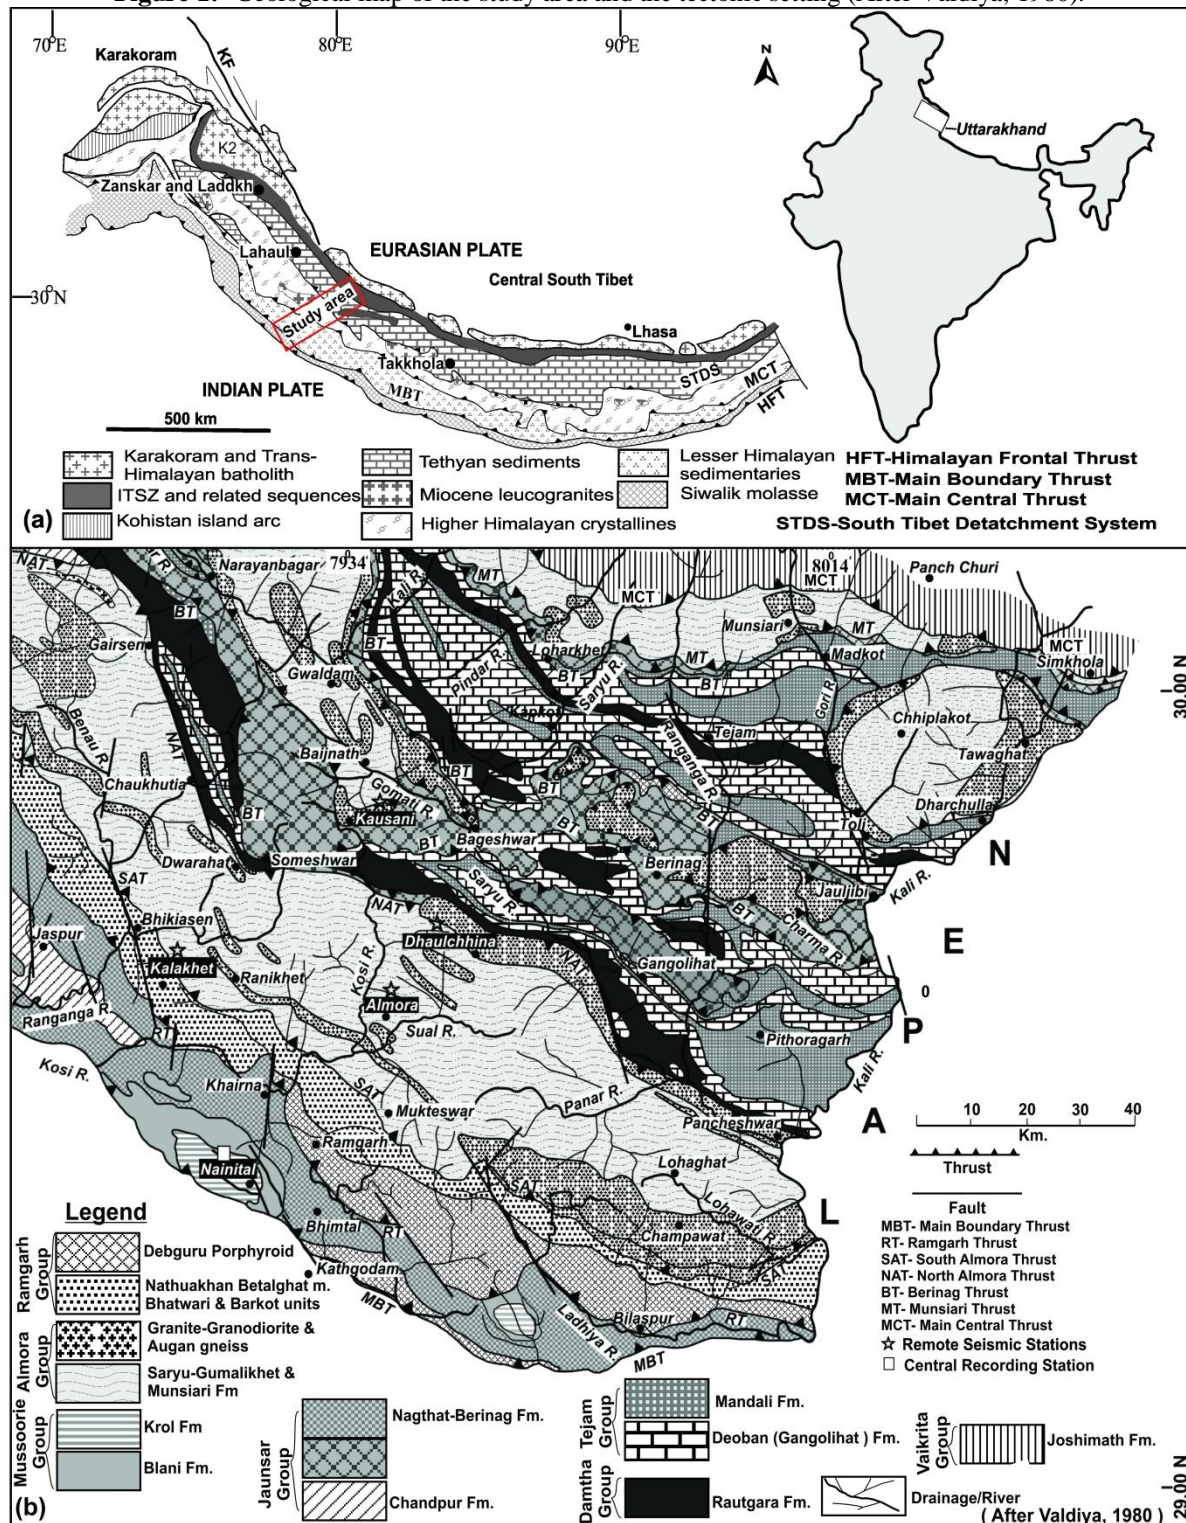 Figure 1. Geological map of the study area and the tectonic setting (After Valdiya, 1980).
70°E
80°E
90°E
Karakoram
KF
N
K2
Uttarakhand
Zanskar and Laddkh
Lahaul
EURASIAN PLATE
Central South Tibet
30°N
Study area
Lhasa
Takkhola
STDS
MCT
HFT
MBT
INDIAN PLATE
500 km
Karakoram and Trans-
Himalayan batholith
ITSZ and related sequences
Kohistan island arc
Tethyan sediments
Miocene leucogranites
Higher Himalayan crystallines
Lesser Himalayan
sedimentaries
Siwalik molasse
HFT-Himalayan Frontal Thrust
MBT-Main Boundary Thrust
MCT-Main Central Thrust
STDS-South Tibet Detatchment System
(a)
NAT
r R.
Narayanbagar
79°34'
Kali R.
MT
80°14'
MCT
Panch Churi
MCT
BT
BT
Munsiari
MT
MCT
Gairsen
Loharkhet
MT
Madkot
Simkhola
Gwaldam
Pindar R.
BT
Saryu R.
BT
Gori R.
30.00 N
Benau R.
NAT
Kapkot
Ramganga R.
Tejam
Chhiplakot
Baijnath
BT
Tawaghat
Chaukhutia
Gomati R.
BT
Dharchulla
BT
Kausani
BT
Bageshwar
BT
BT
Toli
N
Dwarahat
Someshwar
Berinag
SAT
Saryu R.
Jauljibi
Kali R.
NAT
BT
Charma R.
Bhikiasen
E
Jaspur
Kosi R.
Dhaulchhina
NAT
Gangolihat
Kalakhet
Ranikhet
0
Almora
P
Ranganga R.
Sual R.
Pithoragarh
RT
Kosi R.
Kali R.
Khairna
SAT
Panar R.
Mukteswar
Pancheshwar
A
10 20 30 40
Km.
Ramgarh
Lohaghat
Thrust
Nainital
SAT
Lohawati R.
L
Fault
Bhimtal
RT
Champawat
SAT
Kathgodam
MBT
Ladhiya R.
Bilaspur
RT
MBT
MBT- Main Boundary Thrust
RT- Ramgarh Thrust
SAT- South Almora Thrust
NAT- North Almora Thrust
BT- Berinag Thrust
MT- Munsiari Thrust
MCT- Main Central Thrust
Remote Seismic Stations
Central Recording Station
Legend
Ramgarh
Group
Debguru Porphyroid
Nathuakhan Betalghat m.
Bhatwari & Barkot units
Almora
Group
Granite-Granodiorite &
Augan gneiss
Saryu-Gumalikhet &
Munsiari Fm
Mussoorie
Group
Krol Fm
Blani Fm.
Jaunsar
Group
Nagthat-Berinag Fm.
Chandpur Fm.
Tejam
Group
Mandali Fm.
Deoban (Gangolihat ) Fm.
Damtha
Group
Rautgara Fm.
Vaikrita
Group
Joshimath Fm.
Drainage/River
29.00 N
(b)
( After Valdiya, 1980 )